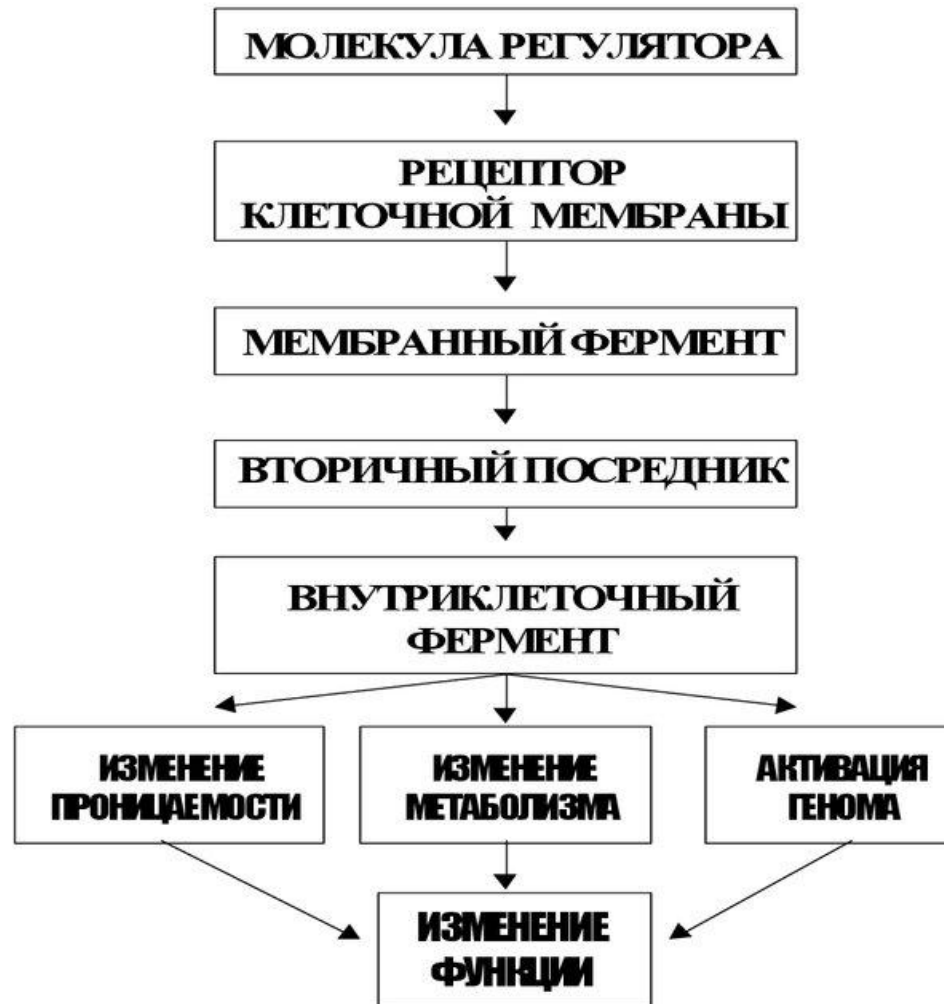 МОЛЕКУЛА РЕГУЛЯТОРА
РЕЦЕПТОР
КЛЕТОЧНОЙ МЕМБРАНЫ
МЕМБРАННЫЙ ФЕРМЕНТ
ВТОРИЧНЫЙ ПОСРЕДНИК
ВНУТРИКЛЕТОЧНЫЙ
ФЕРМЕНТ
ИЗМЕНЕНИЕ
ПРОНИЦАЕМОСТИ
ИЗМЕНЕНИЕ
МЕТАБОЛИЗМА
АКТИВАЦИЯ
ГЕНОМА
ИЗМЕНЕНИЕ
ФУНКЦИИ